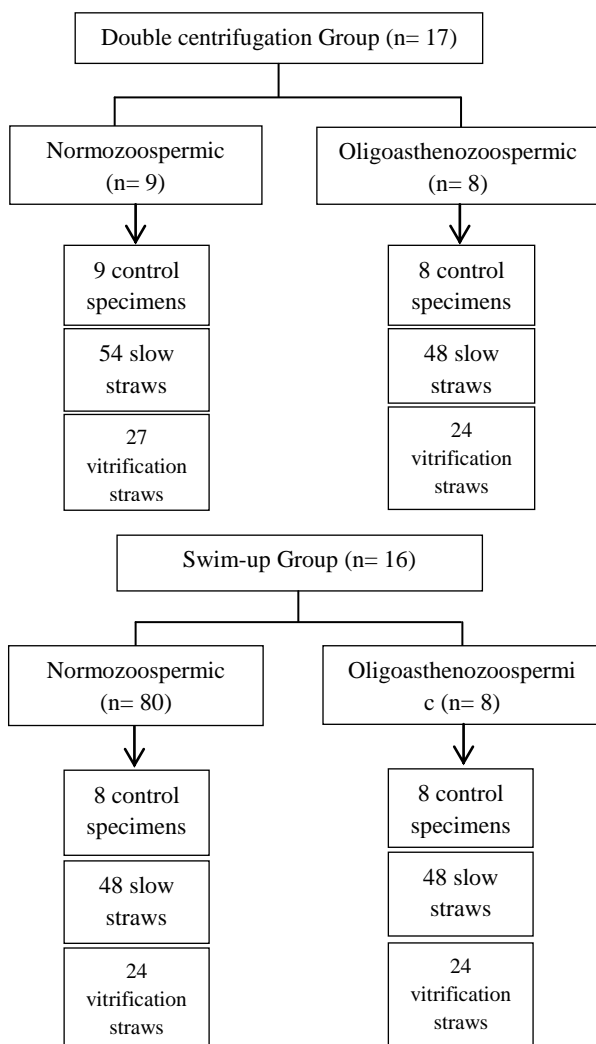 Double centrifugation Group (n= 17)
Normozoospermic
(n= 9)
Oligoasthenozoospermic
(n= 8)
9 control
specimens
54 slow
straws
27
vitrification
straws
8 control
specimens
48 slow
straws
24
vitrification
straws
Swim-up Group (n= 16)
Normozoospermic
(n= 80)
Oligoasthenozoospermi
c (n= 8)
8 control
specimens
48 slow
straws
24
vitrification
straws
8 control
specimens
48 slow
straws
24
vitrification
straws